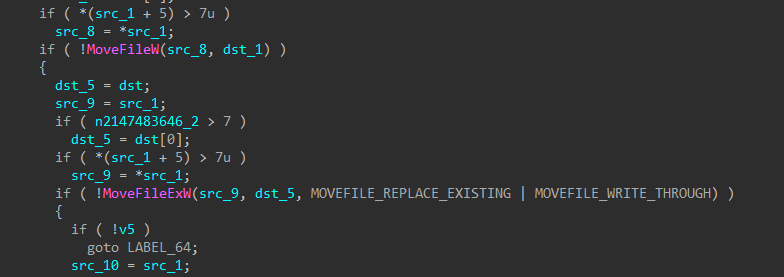 if ( *(src_1 + 5) > 7u )
src_8 = *src_1;
if ( !MoveFileW(src_8, dst_1) )
{
dst_5 = dst;
src_9 = src_1;
if ( n2147483646_2 > 7 )
dst_5 = dst[0];
if ( *(src_1 + 5) > 7u )
src_9 = *src_1;
if ( !MoveFileExW(src_9, dst_5, MOVEFILE_REPLACE_EXISTING | MOVEFILE_WRITE_THROUGH) )
{
if ( !v5 )
goto LABEL_64;
src_10 = src_1;